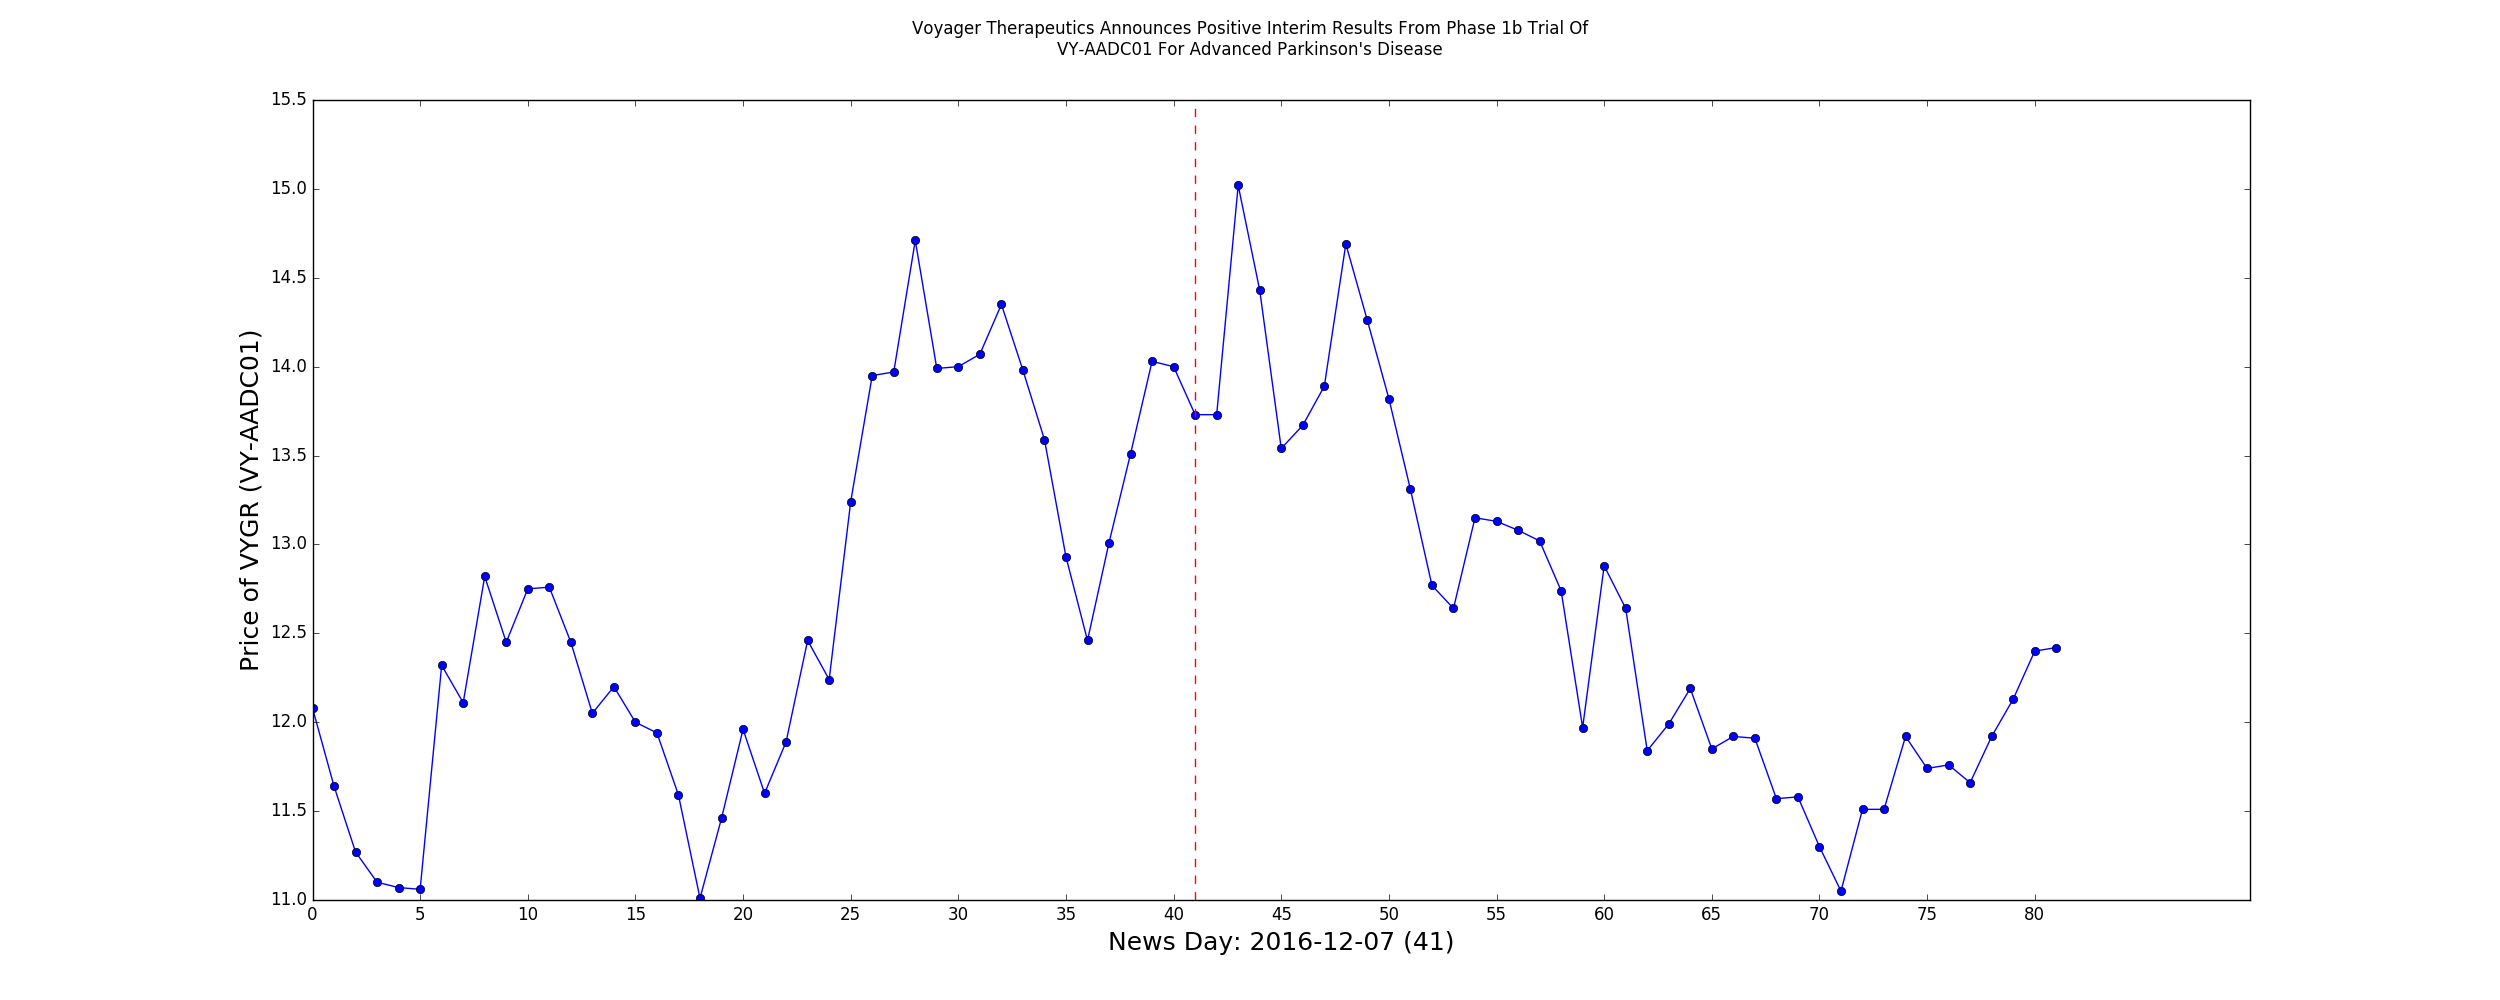 Voyager Therapeutics Announces Positive Interim Results From Phase 1b Trial Of
VY-AADC01 For Advanced Parkinson's Disease
Price of VYGR (VY-AADC01)
15.5
15.0
14.5
14.0
13.5
13.0
12.5
12.0
11.5
11.0
0 5 10 15 20 25 30 35 40 45 50 55 60 65 70 75 80
News Day: 2016-12-07 (41)